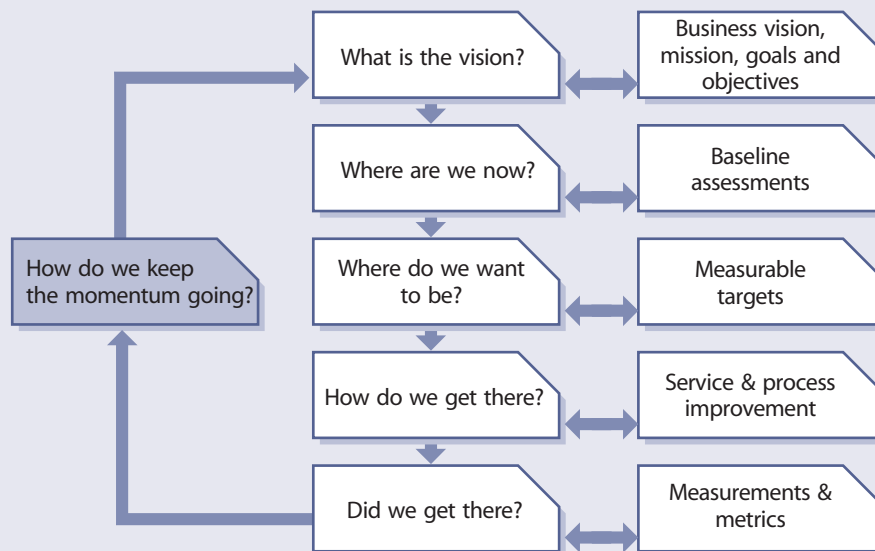 What is the vision?
Business vision,
mission, goals and
objectives
Where are we now?
Baseline
assessments
How do we keep
the momentum going?
Where do we want
to be?
Measurable
targets
How do we get there?
Service & process
improvement
Did we get there?
Measurements &
metrics